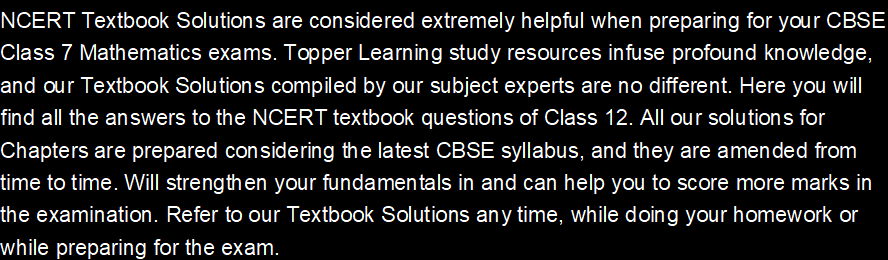 NCERT Textbook Solutions are considered extremely helpful when preparing for your CBSE
Class 7 Mathematics exams. Topper Learning study resources infuse profound knowledge,
and our Textbook Solutions compiled by our subject experts are no different. Here you will
find all the answers to the NCERT textbook questions of Class 12. All our solutions for
Chapters are prepared considering the latest CBSE syllabus, and they are amended from
time to time. Will strengthen your fundamentals in and can help you to score more marks in
the examination. Refer to our Textbook Solutions any time, while doing your homework or
while preparing for the exam.